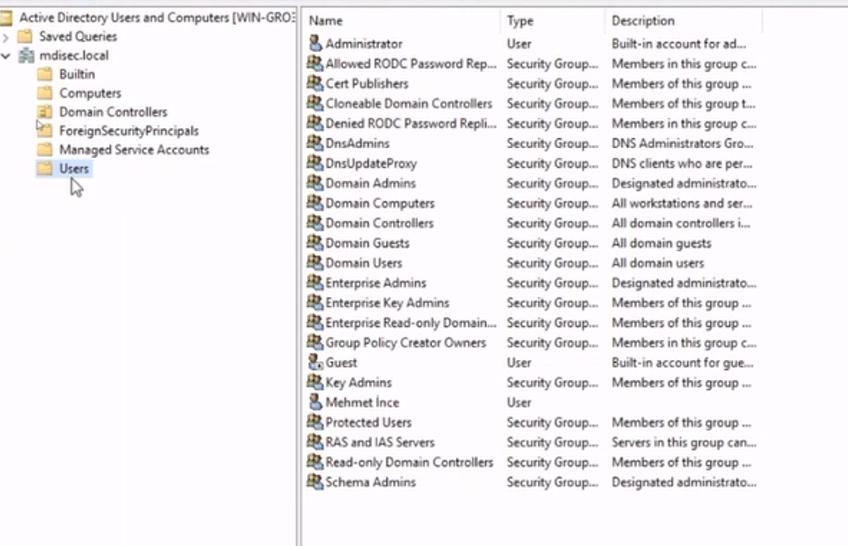 Active Directory Users and Computers [WIN-GRO
Saved Queries
mdisec.local
Builtin
Computers
Domain Controllers
ForeignSecurityPrincipals
Managed Service Accounts
Users
Name Type Description
Administrator User Built-in account for ad...
Allowed RODC Password Rep... Security Group... Members in this group c...
Cert Publishers Security Group... Members of this group ...
Cloneable Domain Controllers Security Group... Members of this group t...
Denied RODC Password Repli... Security Group... Members in this group c...
DnsAdmins Security Group... DNS Administrators Gro...
DnsUpdateProxy Security Group... DNS clients who are per...
Domain Admins Security Group... Designated administrato...
Domain Computers Security Group... All workstations and ser...
Domain Controllers Security Group... All domain controllers i...
Domain Guests Security Group... All domain guests
Domain Users Security Group... All domain users
Enterprise Admins Security Group... Designated administrato...
Enterprise Key Admins Security Group... Members of this group ...
Enterprise Read-only Domain... Security Group... Members of this group ...
Group Policy Creator Owners Security Group... Members in this group c...
Guest User Built-in account for gue...
Key Admins Security Group... Members of this group ...
Mehmet İnce User
Protected Users Security Group... Members of this group ...
RAS and IAS Servers Security Group... Servers in this group can...
Read-only Domain Controllers Security Group... Members of this group ...
Schema Admins Security Group... Designated administrato...